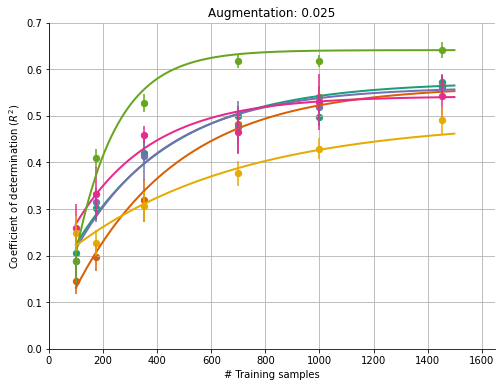 Augmentation: 0.025
0.7
0.6
0.5
0.4
0.3
0.2
0.1
0.0
Coefficient of determination (R²)
0 200 400 600 800 1000 1200 1400 1600
# Training samples